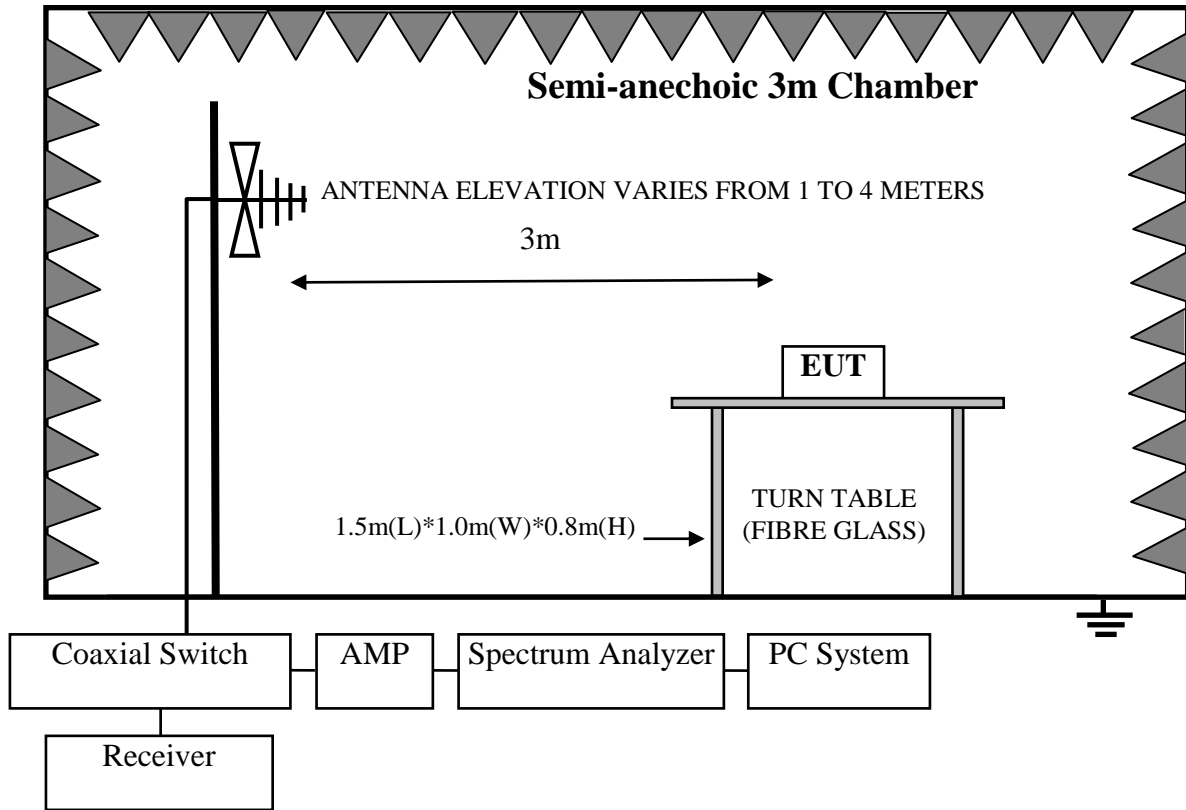 Semi-anechoic 3m Chamber
ANTENNA ELEVATION VARIES FROM 1 TO 4 METERS
3m
EUT
TURN TABLE
(FIBRE GLASS)
1.5m(L)*1.0m(W)*0.8m(H)
Coaxial Switch
AMP
Spectrum Analyzer
PC System
Receiver